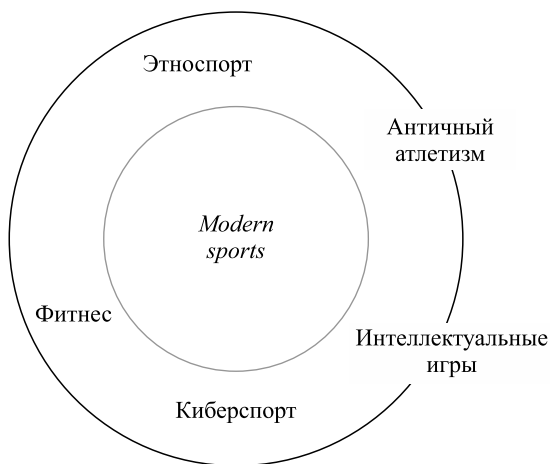 Этноспорт
Античный
атлетизм
Modern
sports
Фитнес
Интеллектуальные
игры
Киберспорт